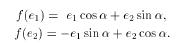 f(e₁) = e₁ cos α + e₂ sin α,
f(e₂) = −e₁ sin α + e₂ cos α.